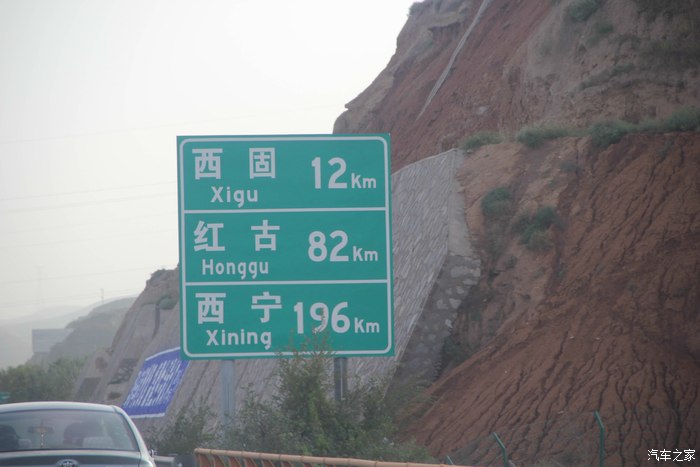 西固 12Km
Xigu
红古 82Km
Honggu
西宁 196Km
Xining
汽车之家